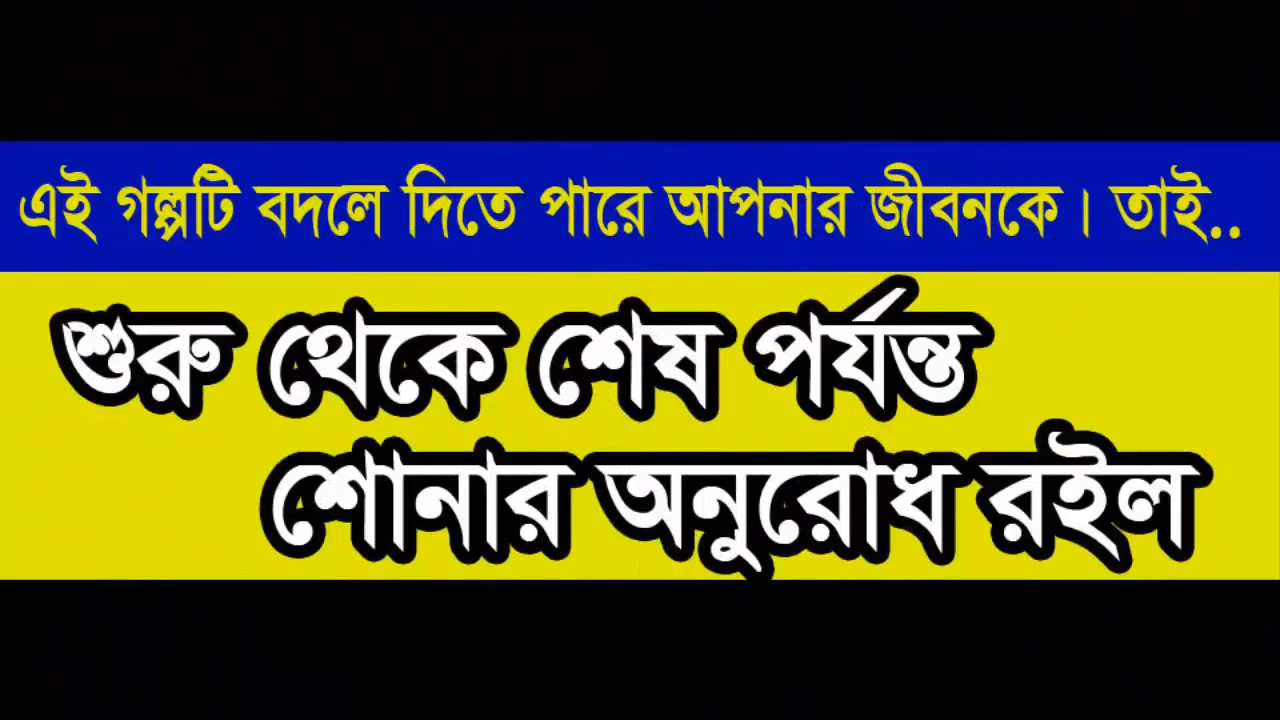 এই গল্পটি বদলে দিতে পারে আপনার জীবনকে। তাই..
শুরু থেকে শেষ পর্যন্ত
শোনার অনুরোধ রইল